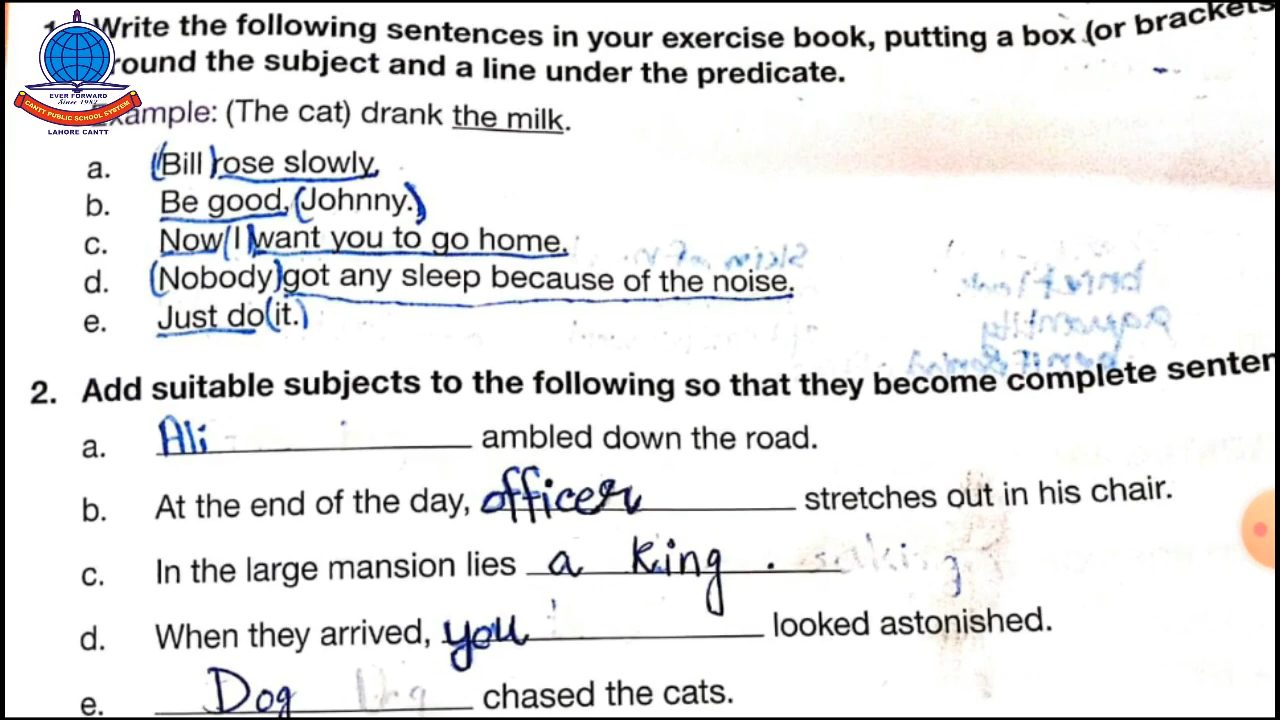 1. Write the following sentences in your exercise book, putting a box (or brackets
round the subject and a line under the predicate.
EVER FORWARD
Since 1982
CANTT PUBLIC SCHOOL SYSTEM
LAHORE CANTT
Example: (The cat) drank the milk.
a. (Bill) rose slowly.
b. Be good, (Johnny.)
c. Now (I) want you to go home.
d. (Nobody) got any sleep because of the noise.
e. Just do (it.)
2. Add suitable subjects to the following so that they become complete senten
a. Ali ambled down the road.
b. At the end of the day, officer stretches out in his chair.
c. In the large mansion lies a king .
d. When they arrived, you looked astonished.
e. Dog chased the cats.